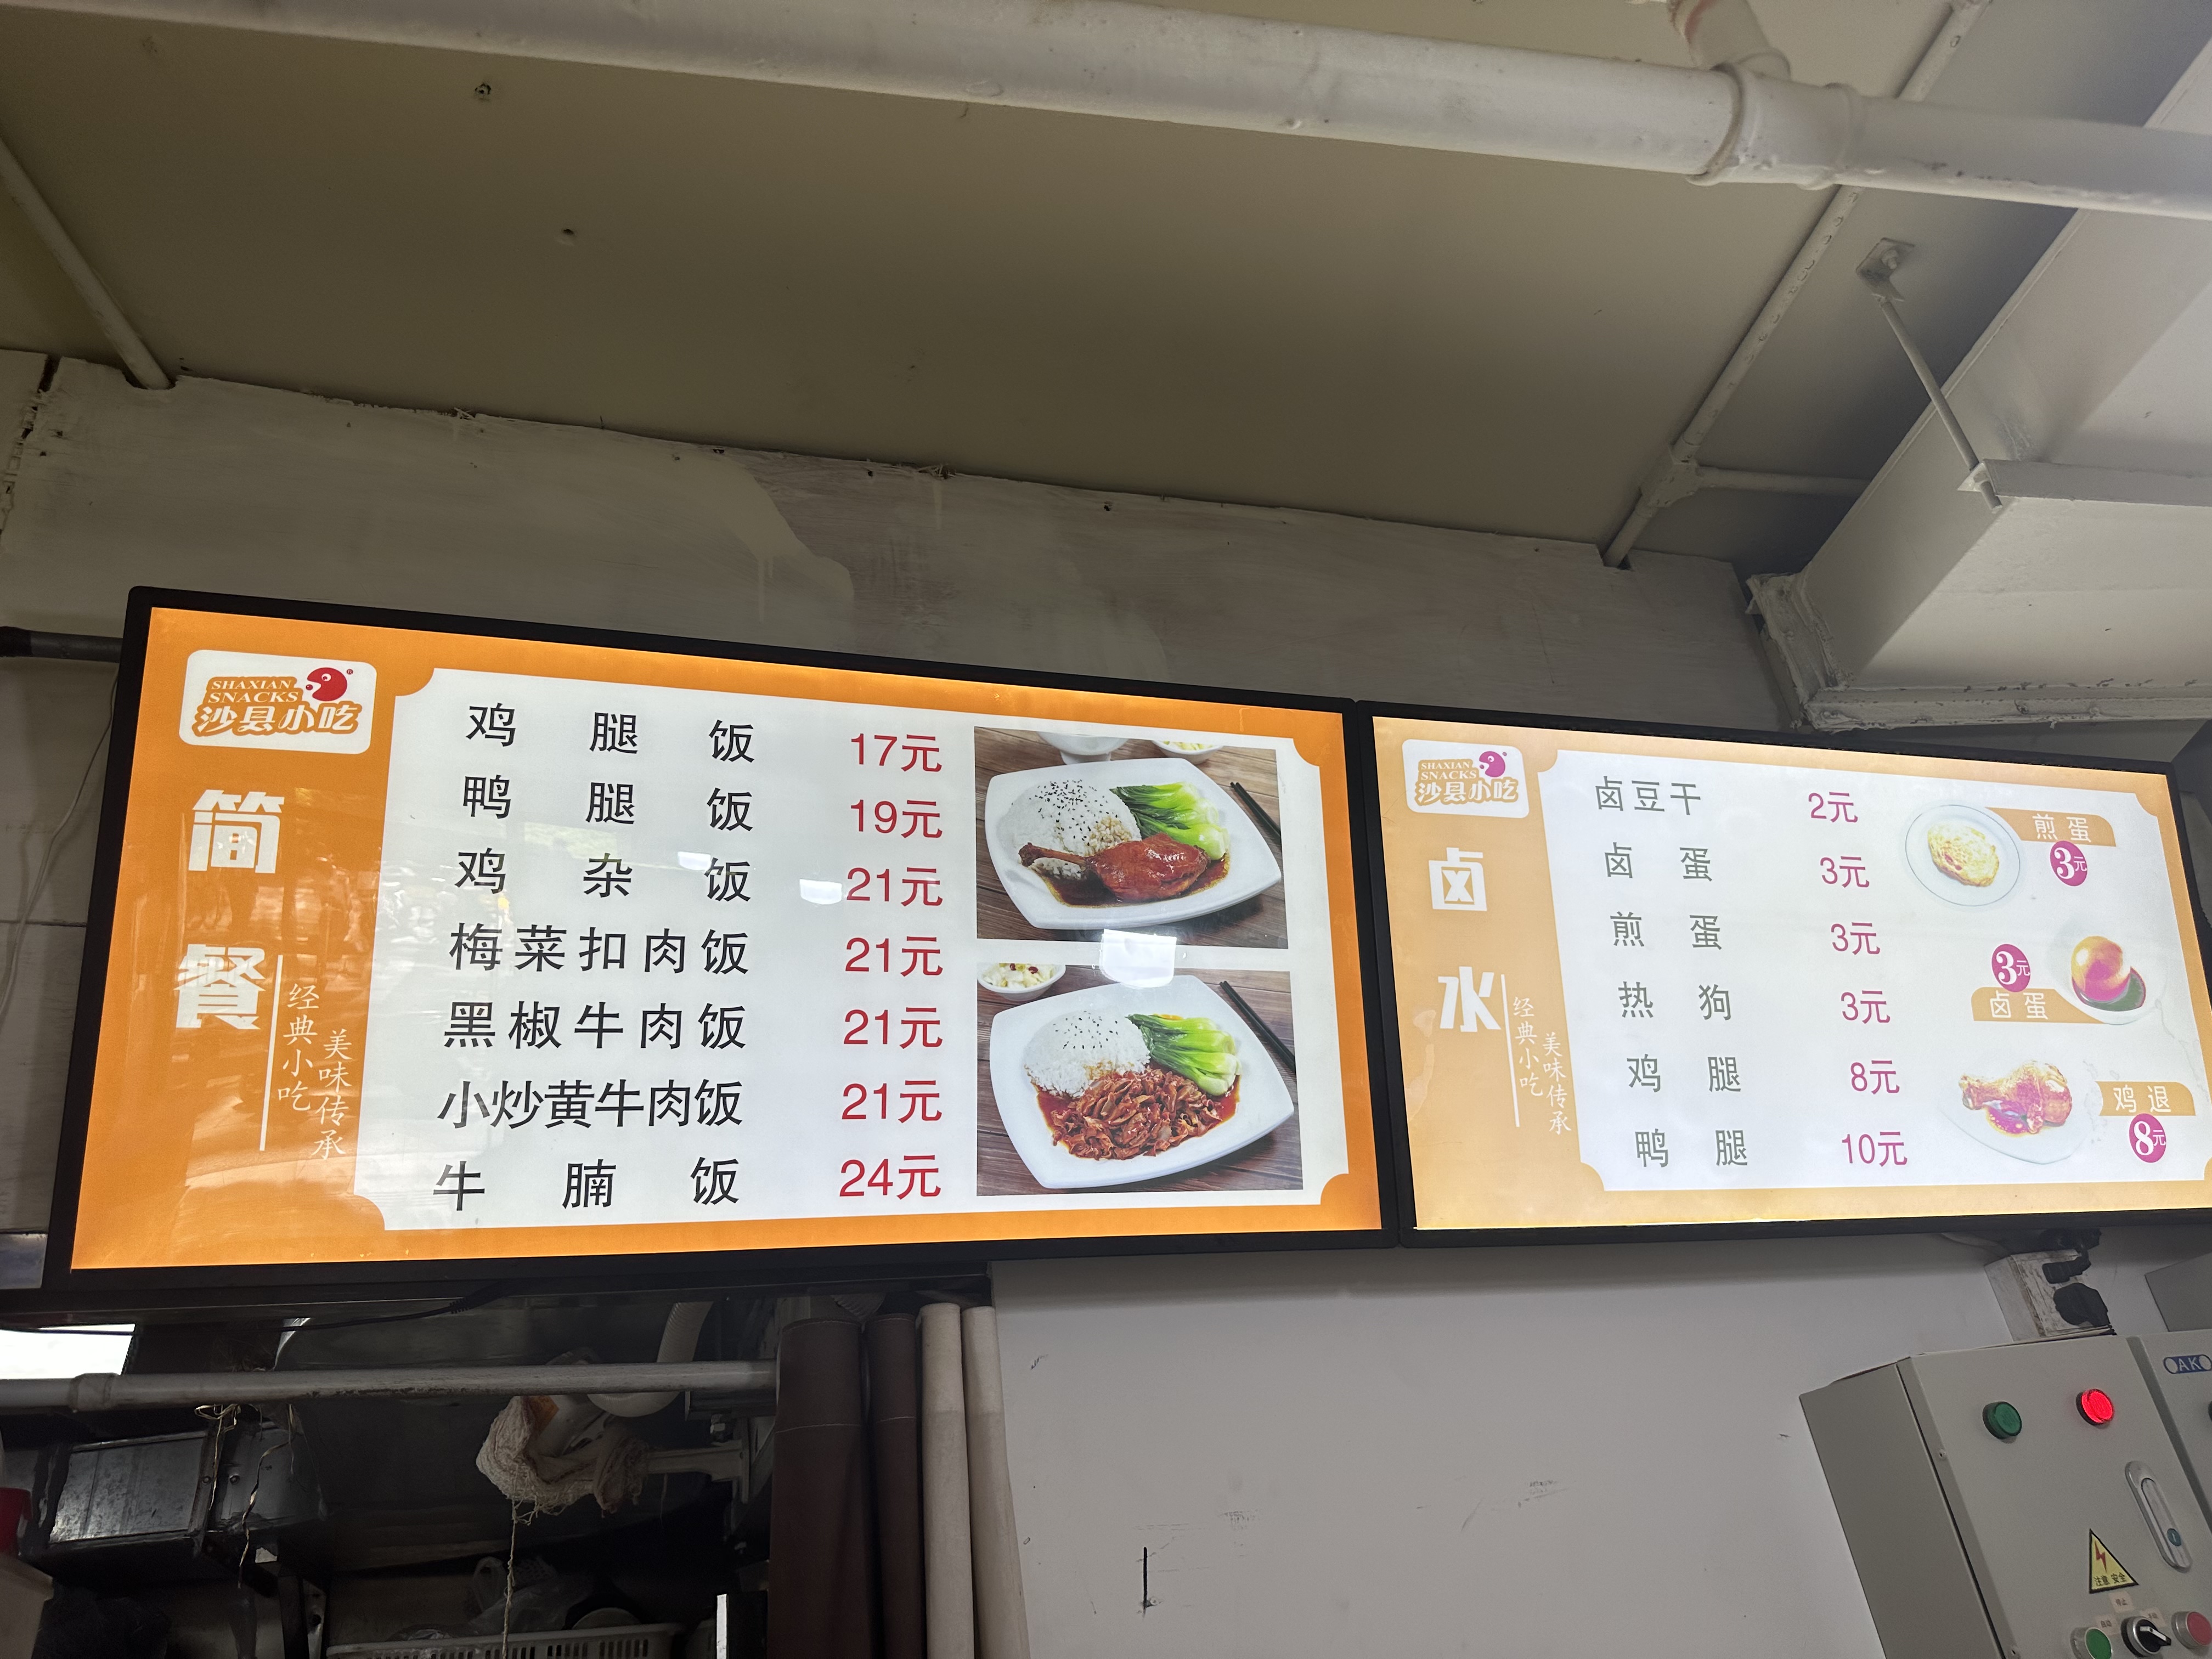 SHAXIAN
SNACKS
沙县小吃
简餐
经典小吃
美味传承
鸡腿饭 17元
鸭腿饭 19元
鸡杂饭 21元
梅菜扣肉饭 21元
黑椒牛肉饭 21元
小炒黄牛肉饭 21元
牛腩饭 24元
SHAXIAN
SNACKS
沙县小吃
卤水
经典小吃
美味传承
卤豆干 2元
卤蛋 3元
煎蛋 3元
热狗 3元
鸡腿 8元
鸭腿 10元
煎蛋
3元
3元
卤蛋
鸡退
8元
AK
注意安全